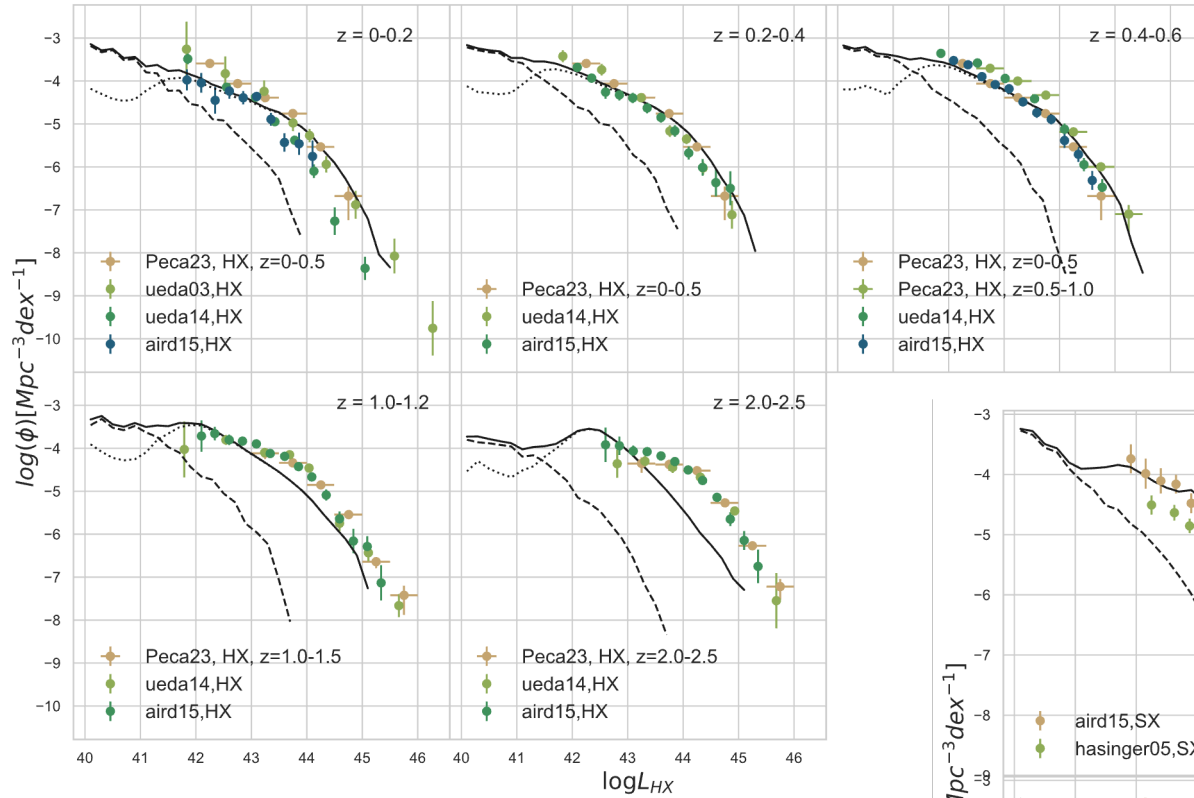 z = 0-0.2
z = 0.2-0.4
z = 0.4-0.6
−3
−4
−5
−6
−7
−8
−9
−10
log(ϕ)[Mpc⁻³dex⁻¹]
Peca23, HX, z=0-0.5
ueda03,HX
ueda14,HX
aird15,HX
Peca23, HX, z=0-0.5
ueda14,HX
aird15,HX
Peca23, HX, z=0-0.5
Peca23, HX, z=0.5-1.0
ueda14,HX
aird15,HX
z = 1.0-1.2
z = 2.0-2.5
−3
−4
−5
−6
−7
−8
−9
−10
Peca23, HX, z=1.0-1.5
ueda14,HX
aird15,HX
Peca23, HX, z=2.0-2.5
ueda14,HX
aird15,HX
40 41 42 43 44 45 46
40 41 42 43 44 45 46
logL_HX
−3
−4
−5
−6
−7
−8
Mpc⁻³dex⁻¹]
aird15,SX
hasinger05,SX